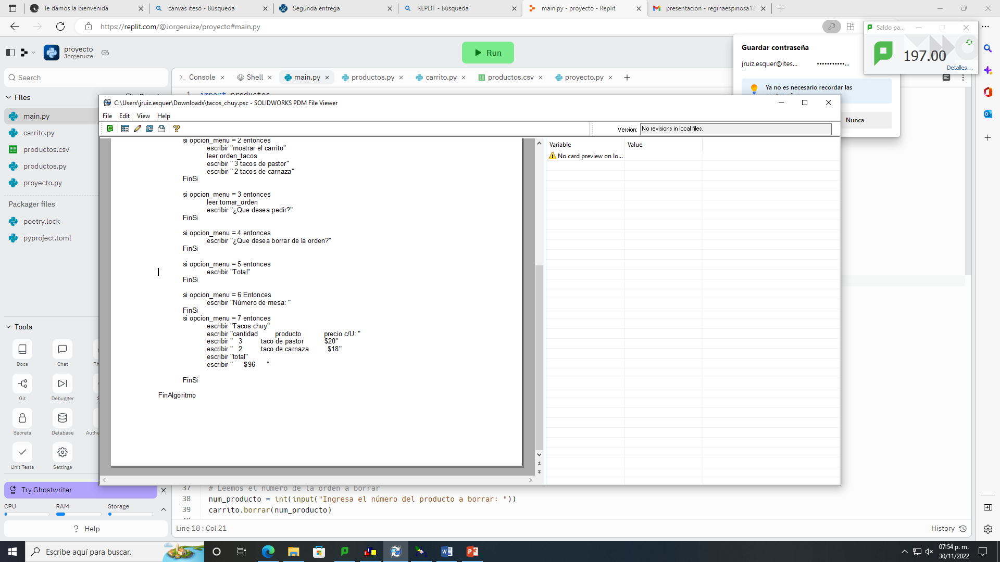 Te damos la bienvenida
canvas iteso - Búsqueda
Segunda entrega
REPLIT - Búsqueda
main.py - proyecto - Replit
presentacion - reginaespinosa12
https://replit.com/@Jorgeruize/proyecto#main.py
Saldo pa...
197.00
Detalles...
proyecto
Jorgeruize
Run
Guardar contraseña
jruiz.esquer@ites...
Ya no es necesario recordar las
Nunca
Search
Console
Shell
main.py
productos.py
carrito.py
productos.csv
proyecto.py
1 import productos
Files
main.py
carrito.py
productos.csv
productos.py
proyecto.py
Packager files
poetry.lock
pyproject.toml
Tools
Docs
Chat
Git
Debugger
Secrets
Database
Unit Tests
Settings
Try Ghostwriter
CPU
RAM
Storage
? Help
C:\Users\jruiz.esquer\Downloads\tacos_chuy.psc - SOLIDWORKS PDM File Viewer
File Edit View Help
Version: No revisions in local files.
Variable Value
No card preview on lo...
si opcion_menu = 2 entonces
escribir "mostrar el carrito"
leer orden_tacos
escribir " 3 tacos de pastor"
escribir " 2 tacos de carnaza"
FinSi
si opcion_menu = 3 entonces
leer tomar_orden
escribir "¿Que desea pedir?"
FinSi
si opcion_menu = 4 entonces
escribir "¿Que desea borrar de la orden?"
FinSi
si opcion_menu = 5 entonces
escribir "Total"
FinSi
si opcion_menu = 6 Entonces
escribir "Número de mesa: "
FinSi
si opcion_menu = 7 entonces
escribir "Tacos chuy"
escribir "cantidad producto precio c/U: "
escribir " 3 taco de pastor $20"
escribir " 2 taco de carnaza $18"
escribir "total"
escribir " $96 "
FinSi
FinAlgoritmo
37 # Leemos el numero de la orden a borrar
38 num_producto = int(input("Ingresa el número del producto a borrar: "))
39 carrito.borrar(num_producto)
Line 18 : Col 21
History
Escribe aquí para buscar.
07:54 p. m.
30/11/2022